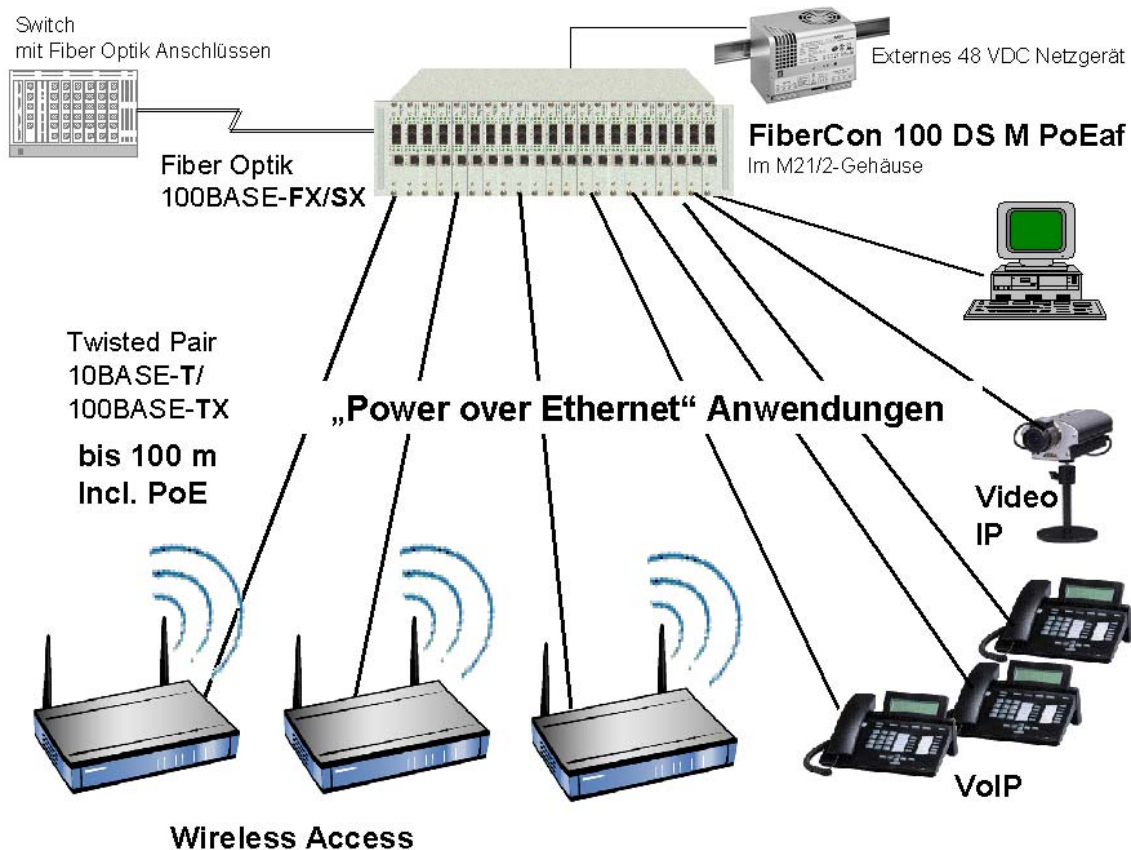 Switch
mit Fiber Optik Anschlüssen
Externes 48 VDC Netzgerät
FiberCon 100 DS M PoEaf
Im M21/2-Gehäuse
Fiber Optik
100BASE-FX/SX
Twisted Pair
10BASE-T/
100BASE-TX
bis 100 m
Incl. PoE
„Power over Ethernet“ Anwendungen
Video
IP
VoIP
Wireless Access